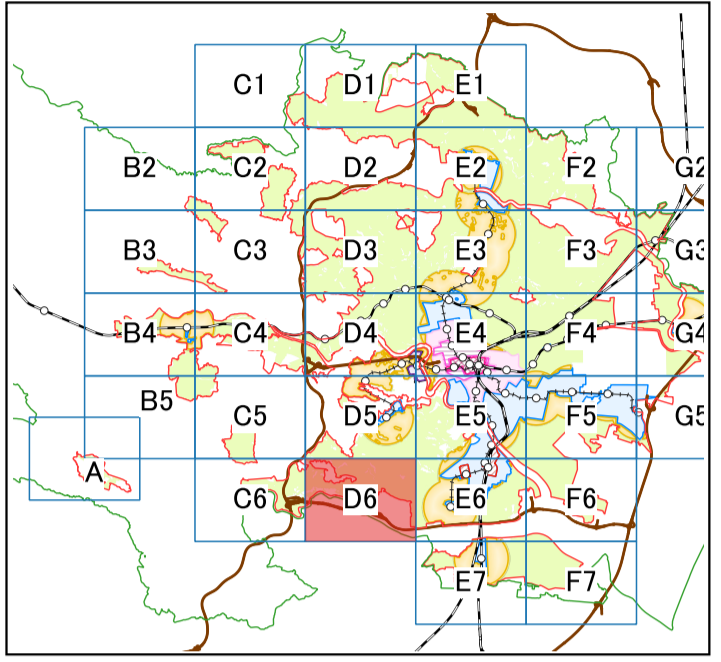 C1 D1 E1
B2 C2 D2 E2 F2 G2
B3 C3 D3 E3 F3 G3
B4 C4 D4 E4 F4 G4
B5 C5 D5 E5 F5 G5
A C6 D6 E6 F6
E7 F7